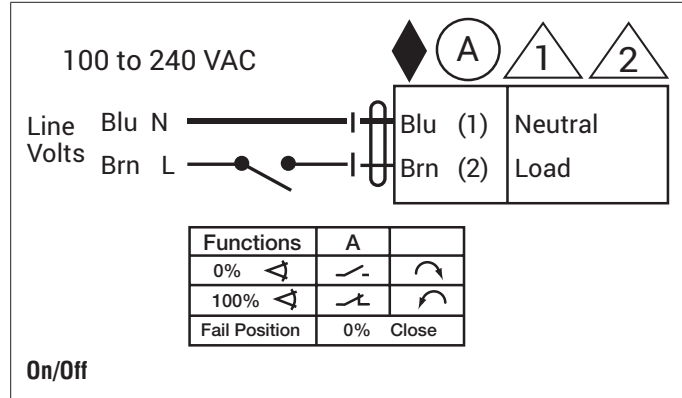 100 to 240 VAC
A 1 2
Line Volts
Blu N
Blu (1) Neutral
Brn L
Brn (2) Load
Functions A
0%
100%
Fail Position 0% Close
On/Off